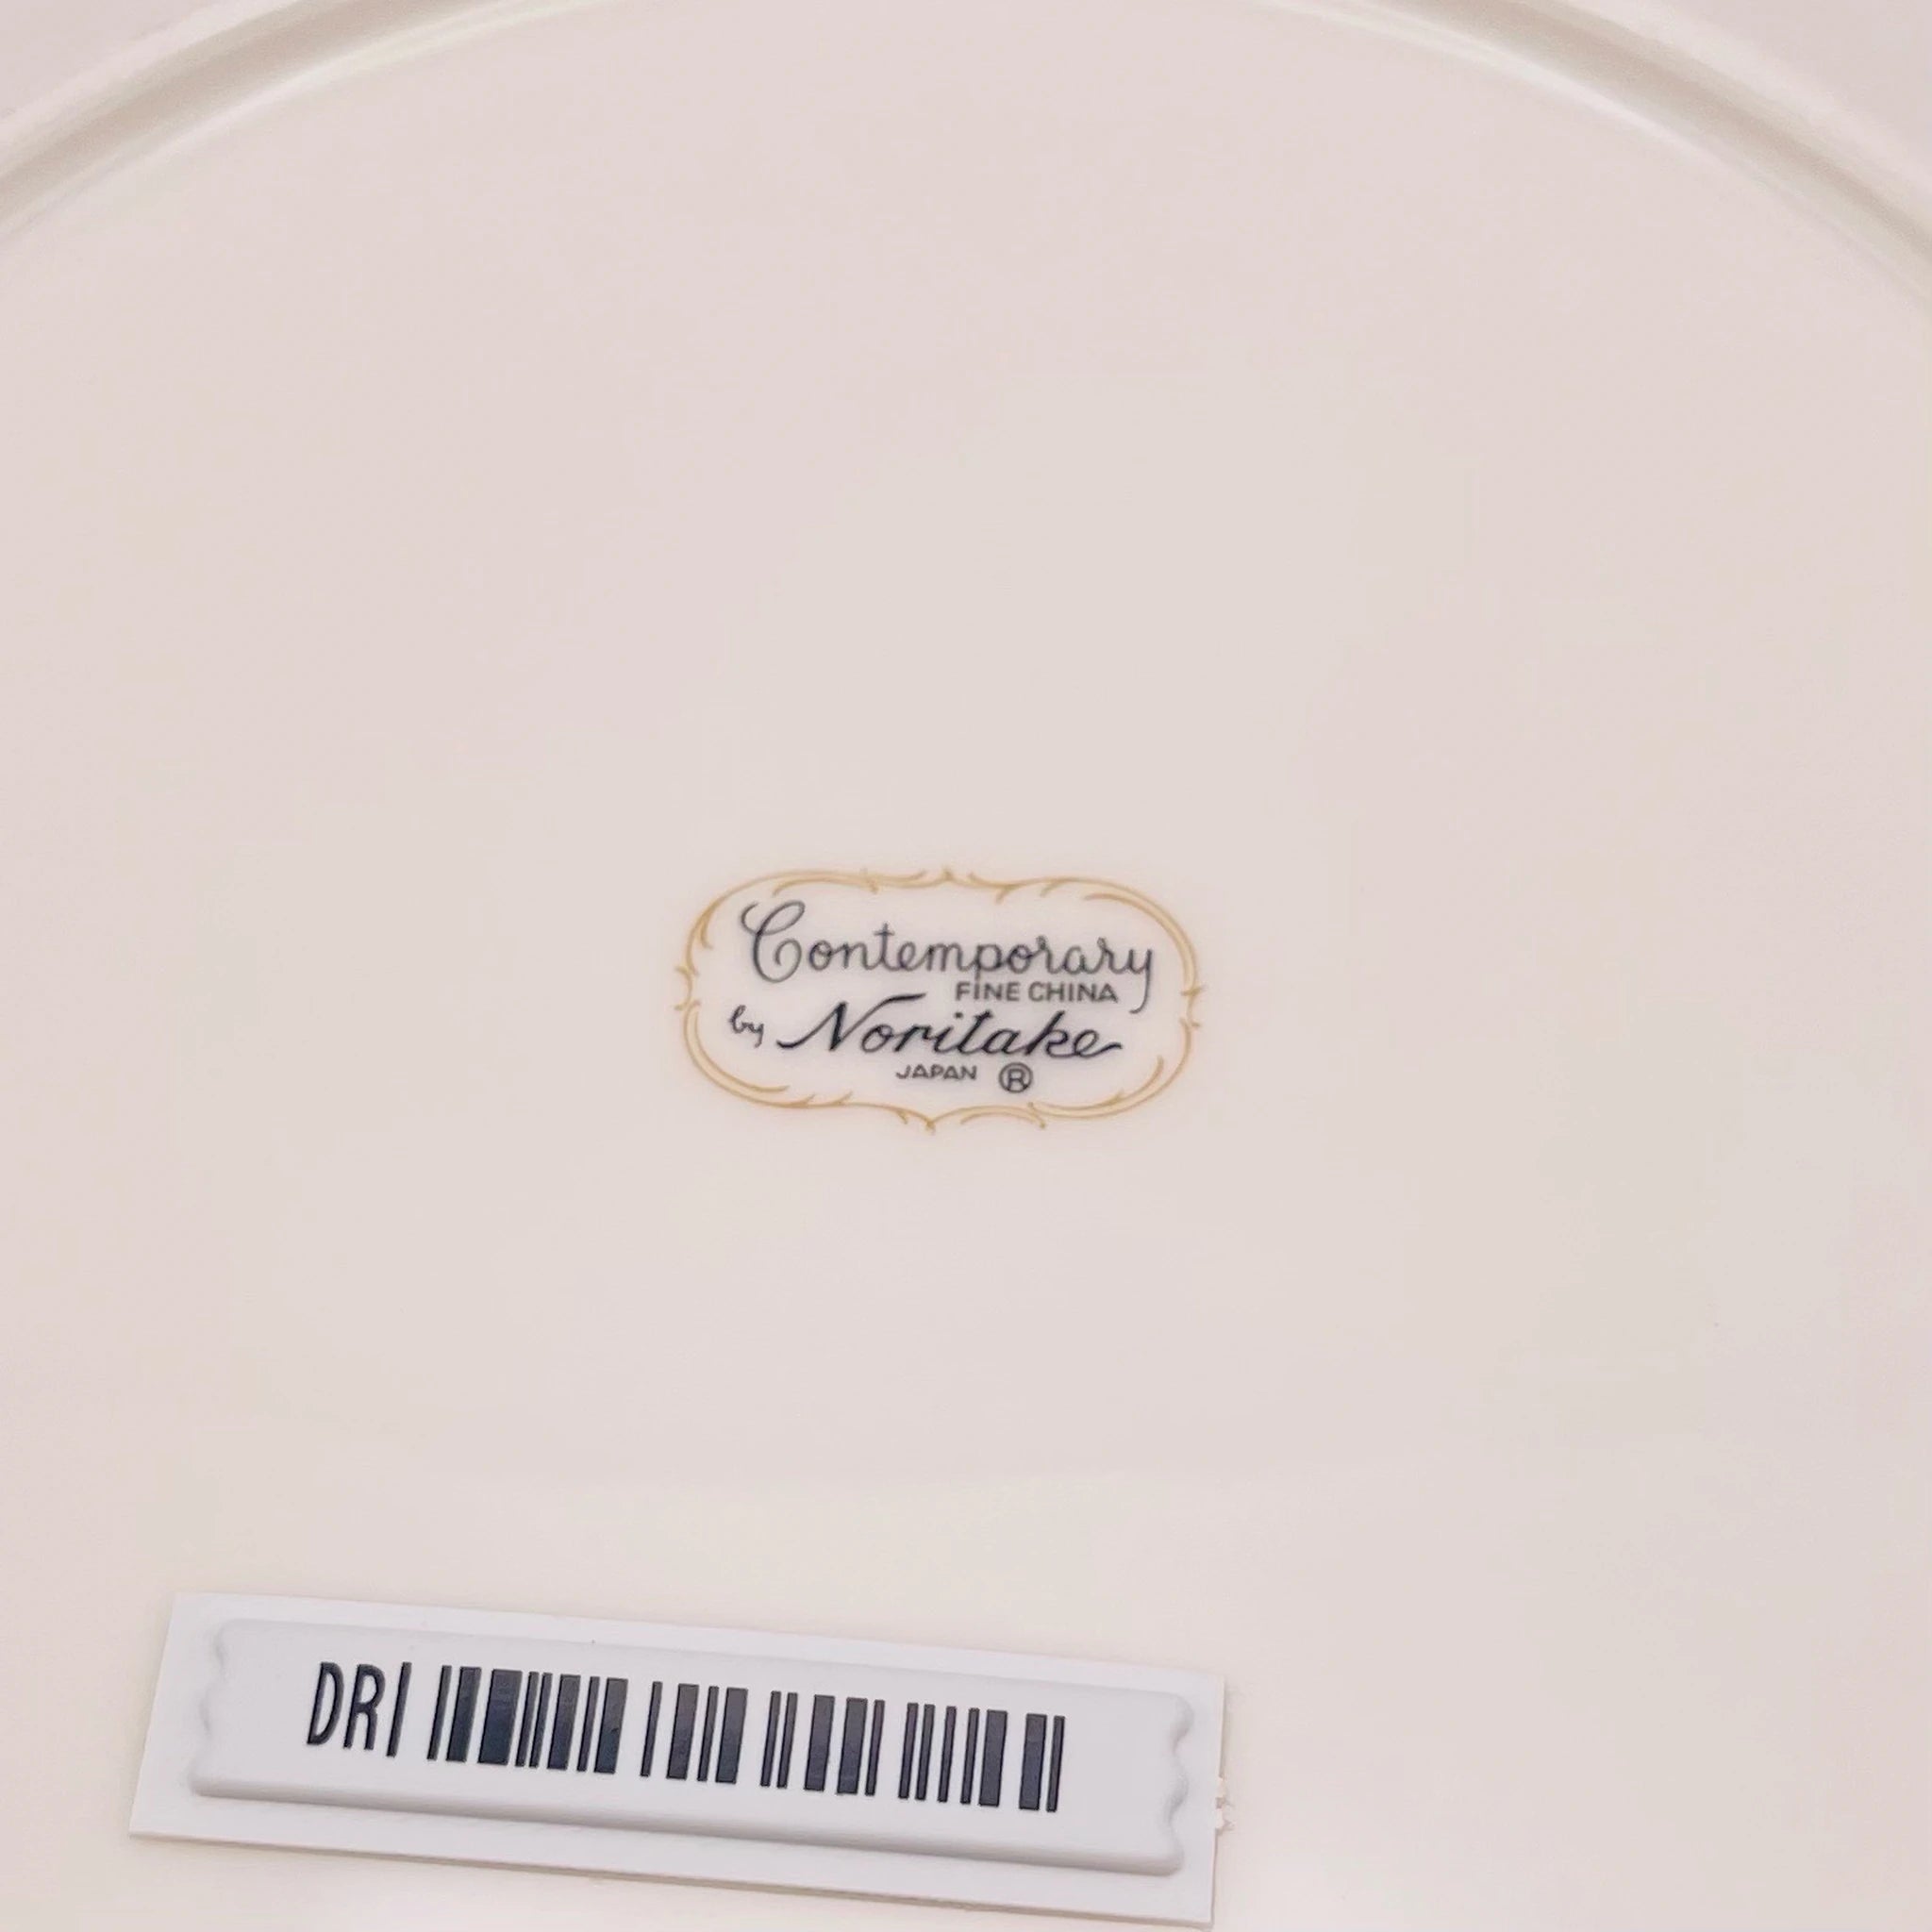 Contemporary
FINE CHINA
by Noritake
JAPAN ®
DRI